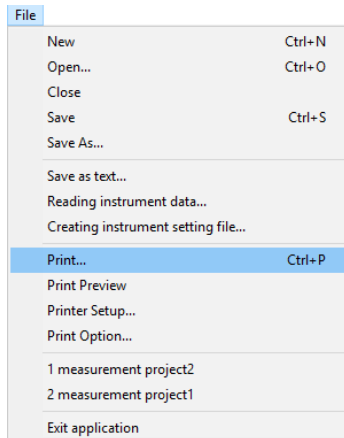 File
New Ctrl+N
Open... Ctrl+O
Close
Save Ctrl+S
Save As...
Save as text...
Reading instrument data...
Creating instrument setting file...
Print... Ctrl+P
Print Preview
Printer Setup...
Print Option...
1 measurement project2
2 measurement project1
Exit application